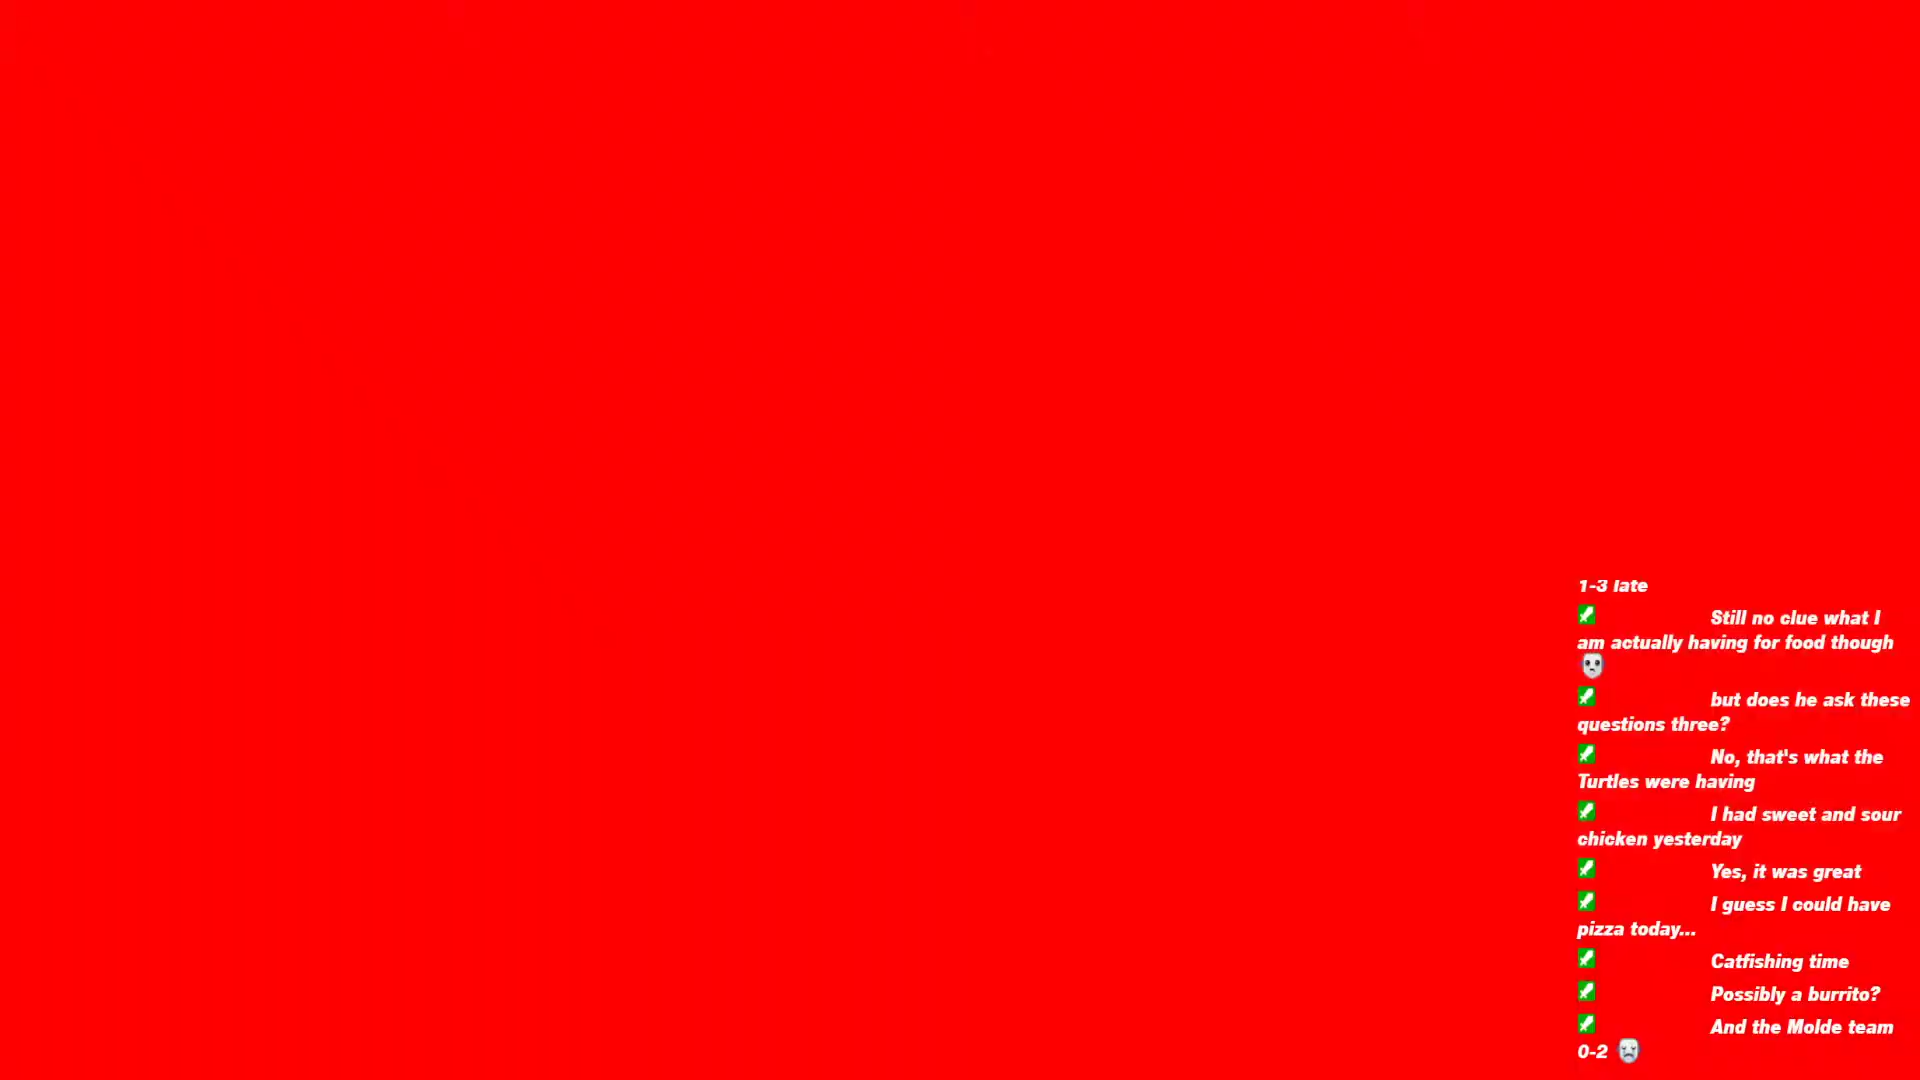 1-3 late
Still no clue what I
am actually having for food though
but does he ask these
questions three?
No, that's what the
Turtles were having
I had sweet and sour
chicken yesterday
Yes, it was great
I guess I could have
pizza today...
Catfishing time
Possibly a burrito?
And the Molde team
0-2